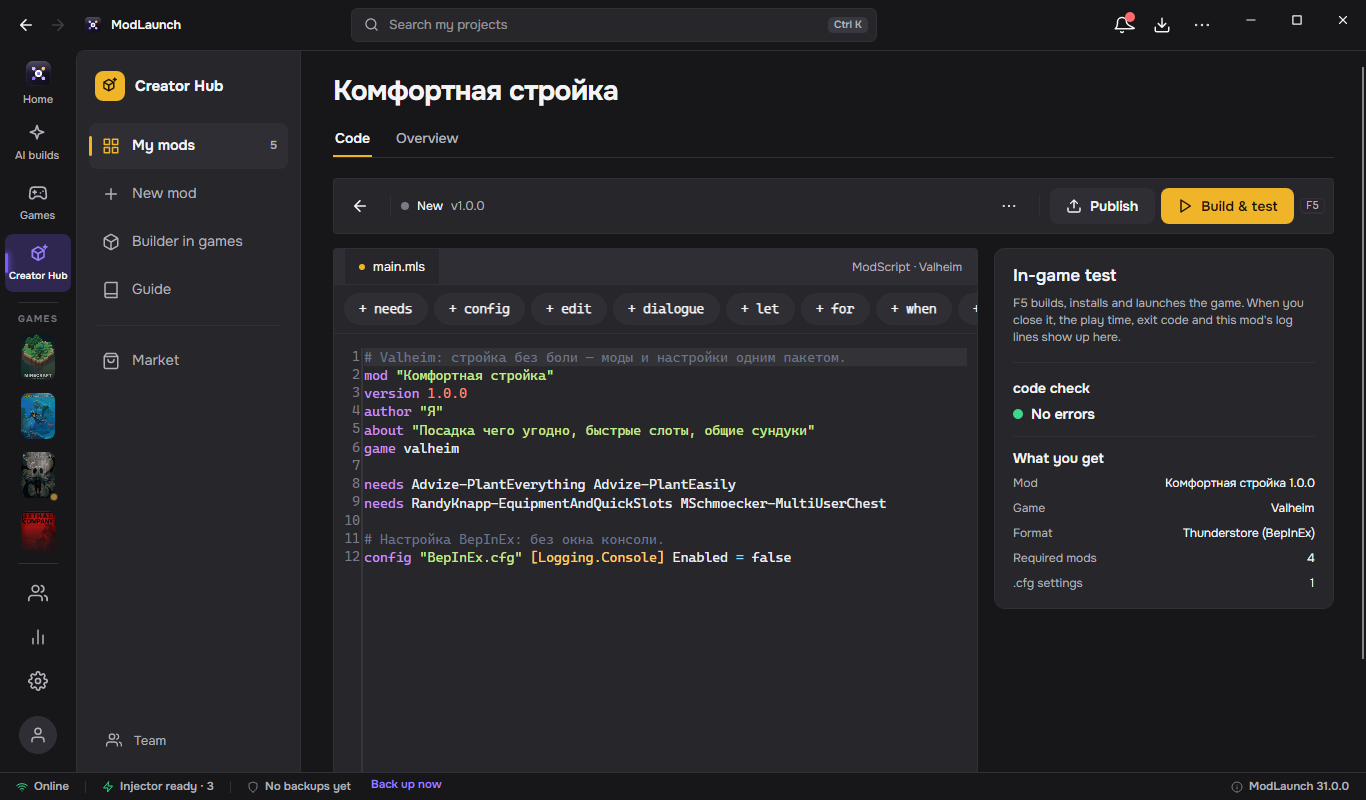 ModLaunch
Search my projects
Ctrl K
Home
AI builds
Games
Creator Hub
GAMES
MINECRAFT
LETHAL COMPANY
Creator Hub
My mods 5
New mod
Builder in games
Guide
Market
Team
Комфортная стройка
Code Overview
New v1.0.0
Publish
Build & test
F5
main.mls
ModScript · Valheim
+ needs + config + edit + dialogue + let + for + when +
1 # Valheim: стройка без боли — моды и настройки одним пакетом.
2 mod "Комфортная стройка"
3 version 1.0.0
4 author "Я"
5 about "Посадка чего угодно, быстрые слоты, общие сундуки"
6 game valheim
7
8 needs Advize-PlantEverything Advize-PlantEasily
9 needs RandyKnapp-EquipmentAndQuickSlots MSchmoecker-MultiUserChest
10
11 # Настройка BepInEx: без окна консоли.
12 config "BepInEx.cfg" [Logging.Console] Enabled = false
In-game test
F5 builds, installs and launches the game. When you
close it, the play time, exit code and this mod's log
lines show up here.
code check
No errors
What you get
Mod Комфортная стройка 1.0.0
Game Valheim
Format Thunderstore (BepInEx)
Required mods 4
.cfg settings 1
Online
Injector ready · 3
No backups yet
Back up now
ModLaunch 31.0.0